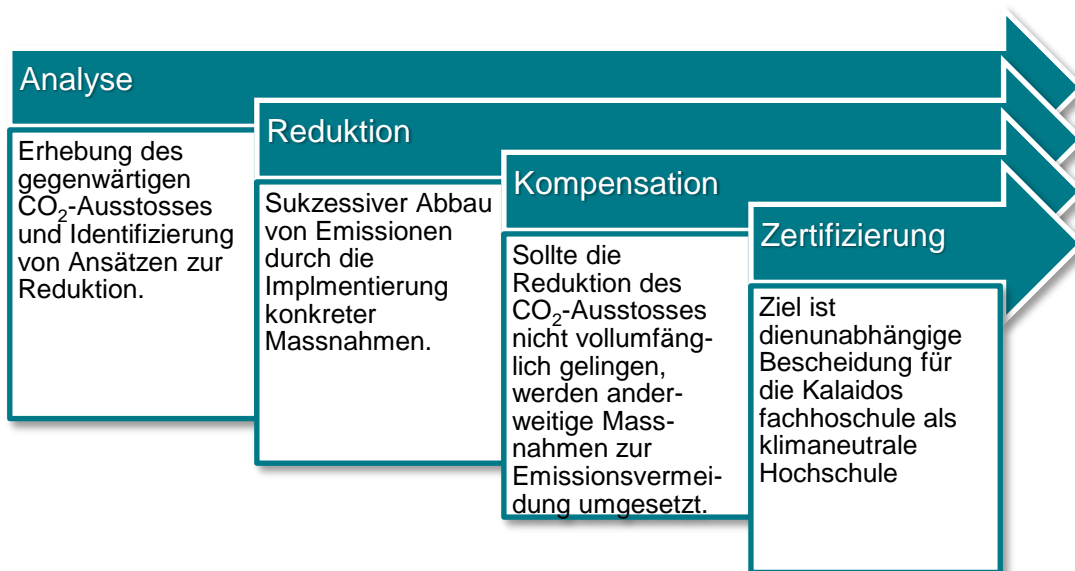 Analyse
Erhebung des
gegenwärtigen
CO₂-Ausstosses
und Identifizierung
von Ansätzen zur
Reduktion.
Reduktion
Sukzessiver Abbau
von Emissionen
durch die
Implmentierung
konkreter
Massnahmen.
Kompensation
Sollte die
Reduktion des
CO₂-Ausstosses
nicht vollumfäng-
lich gelingen,
werden ander-
weitige Mass-
nahmen zur
Emissionsvermei-
dung umgesetzt.
Zertifizierung
Ziel ist
dienunabhängige
Bescheidung für
die Kalaidos
fachhoschule als
klimaneutrale
Hochschule